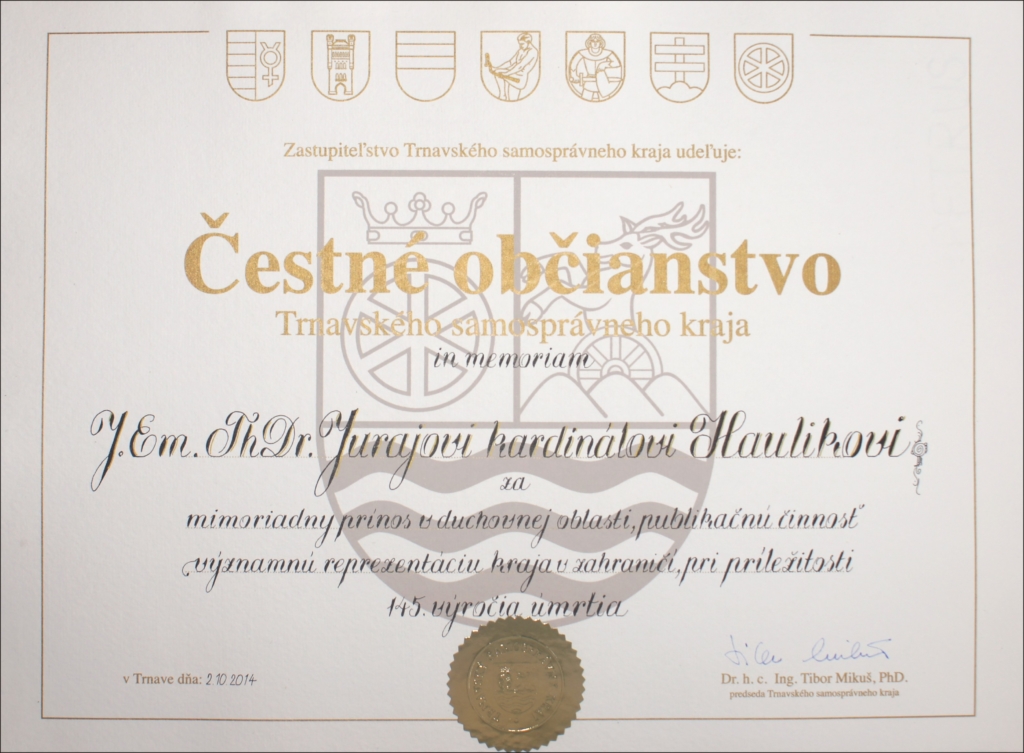 Zastupiteľstvo Trnavského samosprávneho kraja udeľuje:
Čestné občianstvo
Trnavského samosprávneho kraja
in memoriam
J.Em. ThDr. Jurajovi kardinálovi Haulikovi
za
mimoriadny prínos v duchovnej oblasti, publikačnú činnosť
významnú reprezentáciu kraja v zahraničí, pri príležitosti
145. výročia úmrtia
v Trnave dňa: 2.10.2014
Dr. h. c. Ing. Tibor Mikuš, PhD.
predseda Trnavského samosprávneho kraja